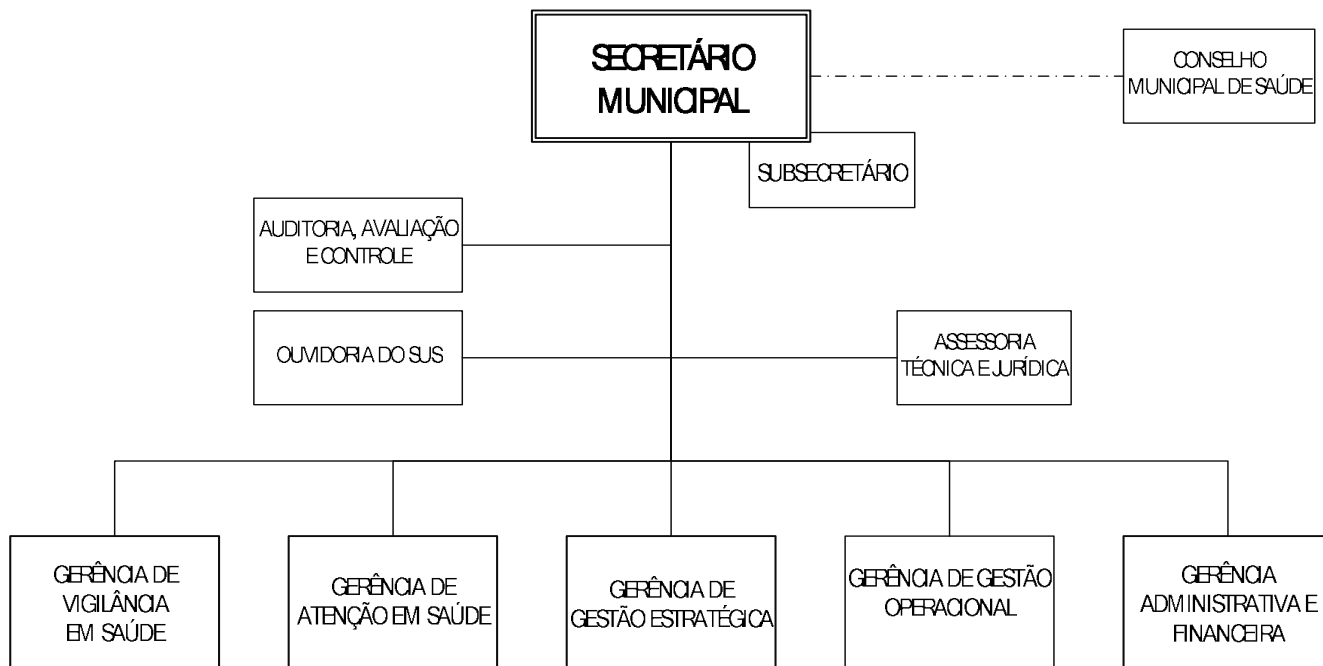 SECRETÁRIO
MUNICIPAL
CONSELHO
MUNICIPAL DE SAÚDE
SUBSECRETÁRIO
AUDITORIA, AVALIAÇÃO
E CONTROLE
OUVIDORIA DO SUS
ASSESSORIA
TÉCNICA E JURÍDICA
GERÊNCIA DE
VIGILÂNCIA
EM SAÚDE
GERÊNCIA DE
ATENÇÃO EM SAÚDE
GERÊNCIA DE
GESTÃO ESTRATÉGICA
GERÊNCIA DE GESTÃO
OPERACIONAL
GERÊNCIA
ADMINISTRATIVA E
FINANCEIRA